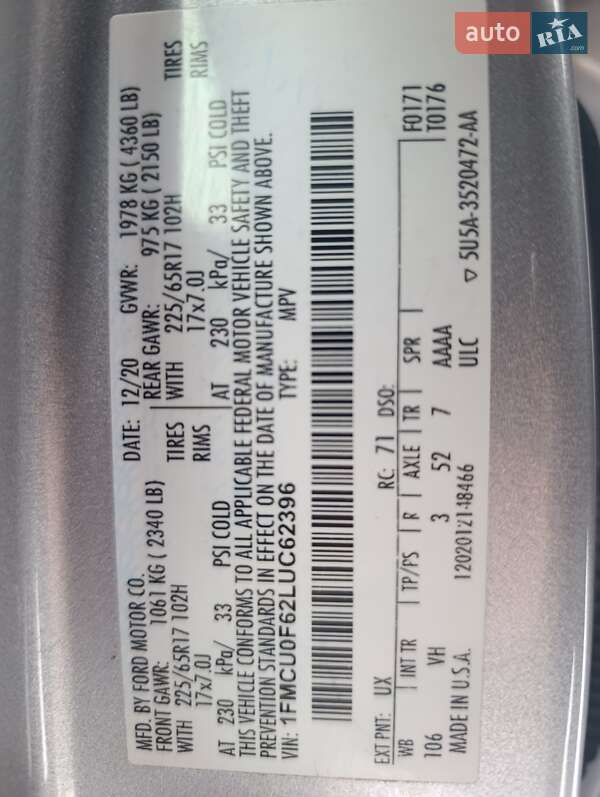 auto RIA.com
MFD. BY FORD MOTOR CO. DATE: 12/20 GVWR: 1978 KG ( 4360 LB)
FRONT GAWR: 1061 KG ( 2340 LB) REAR GAWR: 975 KG ( 2150 LB)
WITH 225/65R17 102H TIRES WITH 225/65R17 102H TIRES
17x7.0J RIMS 17x7.0J RIMS
AT 230 kPa/ 33 PSI COLD AT 230 kPa/ 33 PSI COLD
THIS VEHICLE CONFORMS TO ALL APPLICABLE FEDERAL MOTOR VEHICLE SAFETY AND THEFT
PREVENTION STANDARDS IN EFFECT ON THE DATE OF MANUFACTURE SHOWN ABOVE.
VIN: 1FMCU0F62LUC62396 TYPE: MPV
EXT PNT: UX RC: 71 DSO:
WB INT TR TP/PS R AXLE TR SPR F0171
106 VH 3 52 7 AAAA T0176
MADE IN U.S.A. ULC
▽ 5U5A-3520472-AA